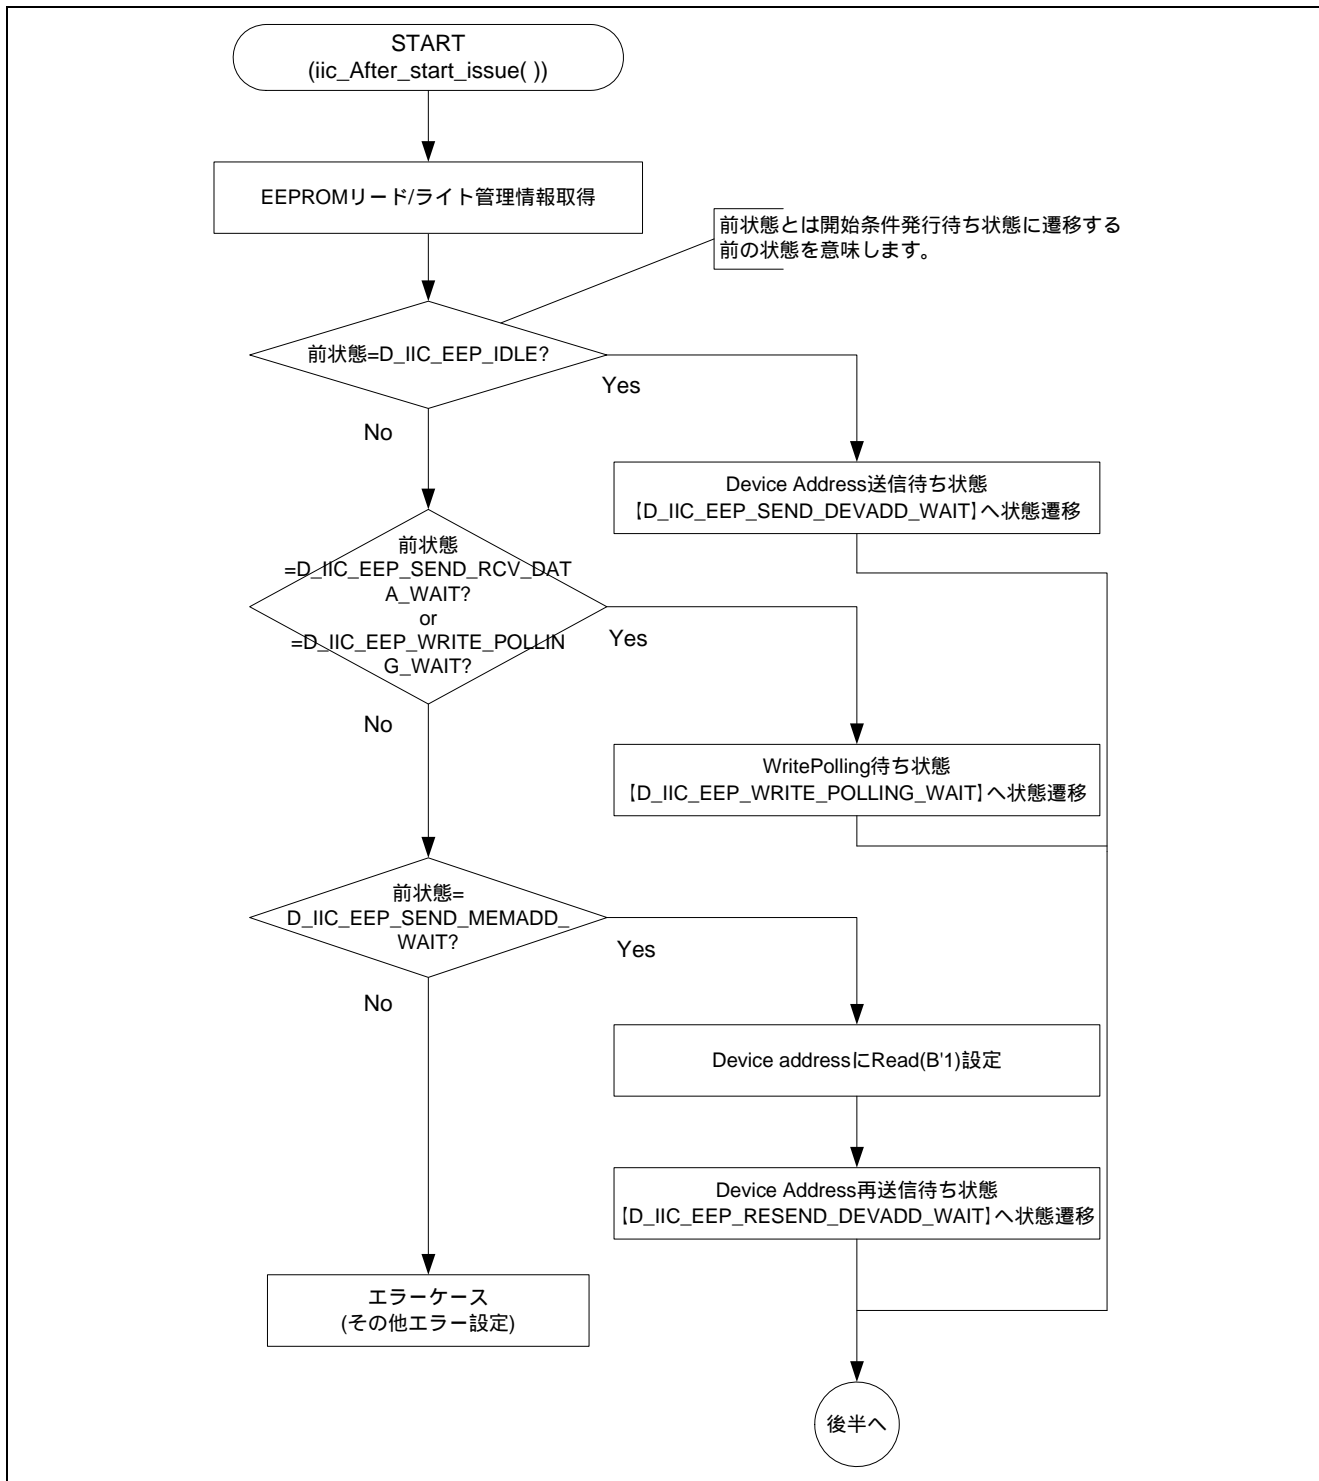 START
(iic_After_start_issue( ))
EEPROMリード/ライト管理情報取得
前状態とは開始条件発行待ち状態に遷移する
前の状態を意味します。
前状態=D_IIC_EEP_IDLE?
Yes
No
Device Address送信待ち状態
【D_IIC_EEP_SEND_DEVADD_WAIT】へ状態遷移
前状態
=D_IIC_EEP_SEND_RCV_DAT
A_WAIT?
or
=D_IIC_EEP_WRITE_POLLIN
G_WAIT?
Yes
No
WritePolling待ち状態
【D_IIC_EEP_WRITE_POLLING_WAIT】へ状態遷移
前状態=
D_IIC_EEP_SEND_MEMADD_
WAIT?
Yes
No
Device addressにRead(B'1)設定
Device Address再送信待ち状態
【D_IIC_EEP_RESEND_DEVADD_WAIT】へ状態遷移
エラーケース
(その他エラー設定)
後半へ